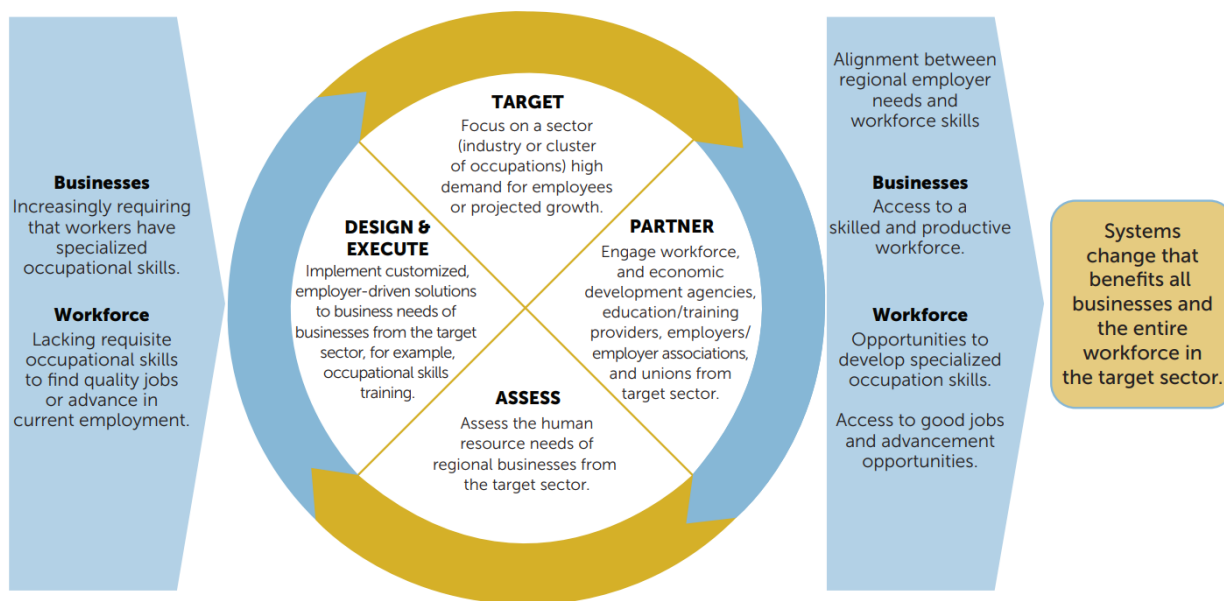 Businesses
Increasingly requiring
that workers have
specialized
occupational skills.
Workforce
Lacking requisite
occupational skills
to find quality jobs
or advance in
current employment.
TARGET
Focus on a sector
(industry or cluster
of occupations) high
demand for employees
or projected growth.
PARTNER
Engage workforce,
and economic
development agencies,
education/training
providers, employers/
employer associations,
and unions from
target sector.
ASSESS
Assess the human
resource needs of
regional businesses from
the target sector.
DESIGN &
EXECUTE
Implement customized,
employer-driven solutions
to business needs of
businesses from the target
sector, for example,
occupational skills
training.
Alignment between
regional employer
needs and
workforce skills
Businesses
Access to a
skilled and productive
workforce.
Workforce
Opportunities to
develop specialized
occupation skills.
Access to good jobs
and advancement
opportunities.
Systems
change that
benefits all
businesses and
the entire
workforce in
the target sector.